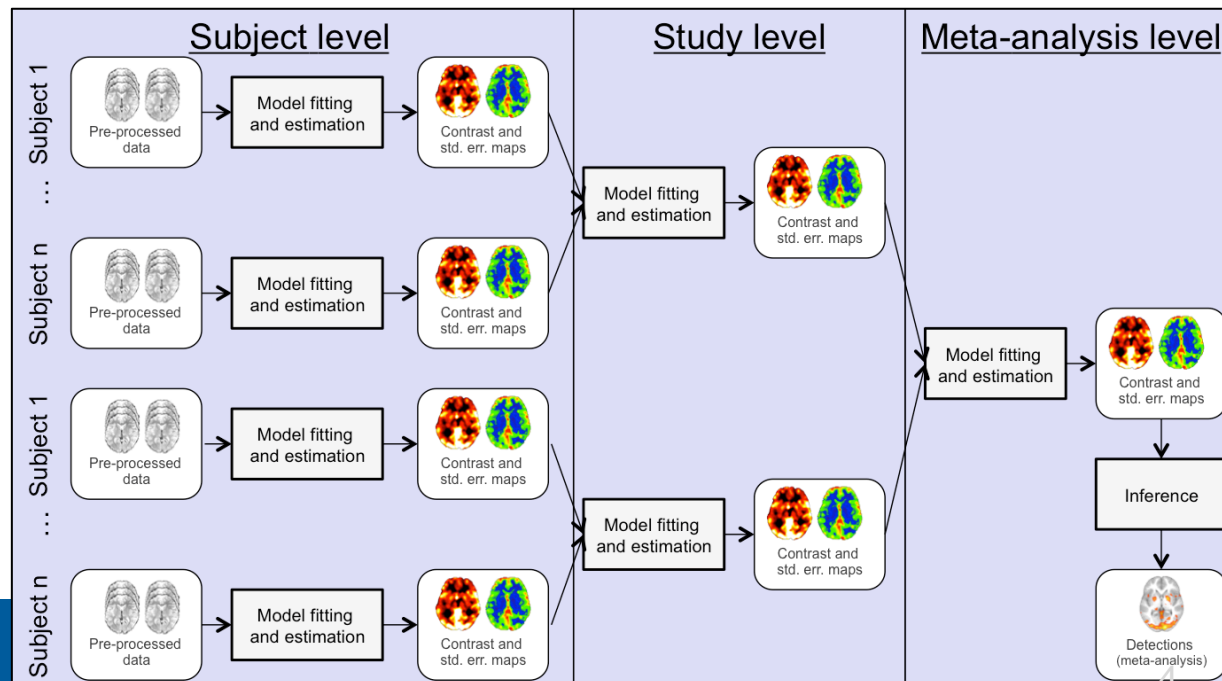 Subject level
Study level
Meta-analysis level
Subject 1
Pre-processed
data
Model fitting
and estimation
Contrast and
std. err. maps
...
Subject n
Pre-processed
data
Model fitting
and estimation
Contrast and
std. err. maps
Model fitting
and estimation
Contrast and
std. err. maps
Subject 1
Pre-processed
data
Model fitting
and estimation
Contrast and
std. err. maps
...
Subject n
Pre-processed
data
Model fitting
and estimation
Contrast and
std. err. maps
Model fitting
and estimation
Contrast and
std. err. maps
Model fitting
and estimation
Contrast and
std. err. maps
Inference
Detections
(meta-analysis)